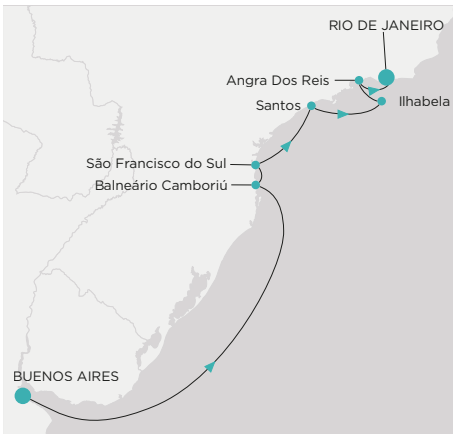 RIO DE JANEIRO
Angra Dos Reis
Ilhabela
Santos
São Francisco do Sul
Balneário Camboriú
BUENOS AIRES